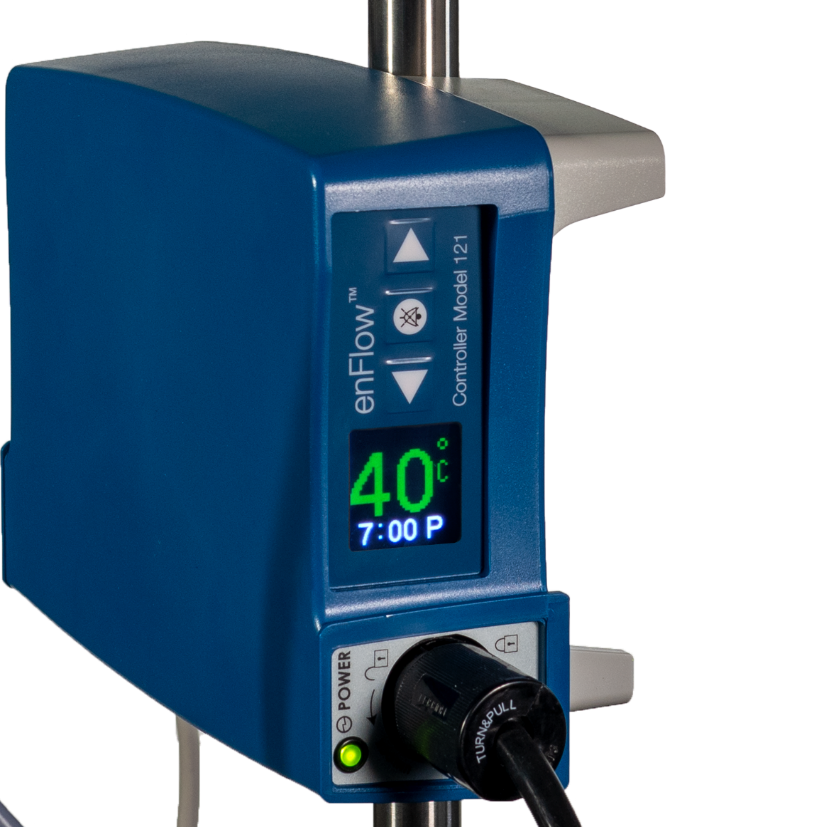 enFlow™
Controller Model 121
40°C
7:00 P
POWER
TURN&PULL